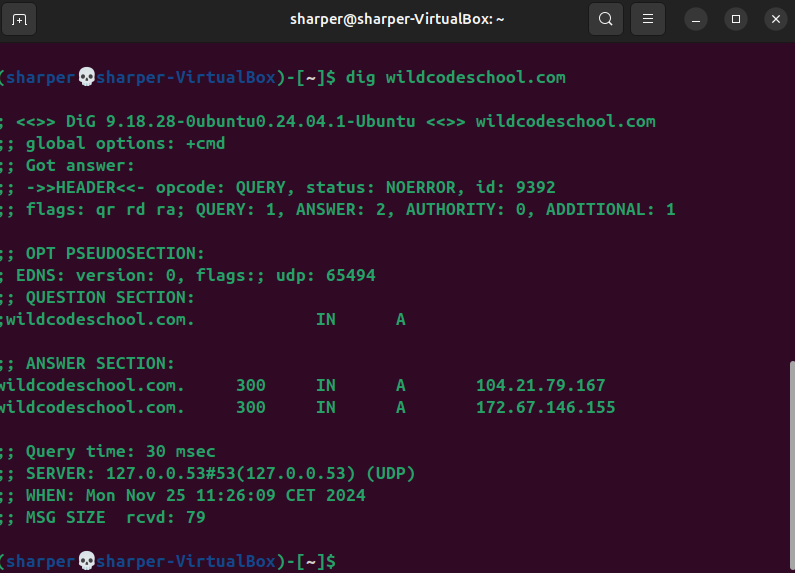 sharper@sharper-VirtualBox: ~
(sharper💀sharper-VirtualBox)-[~]$ dig wildcodeschool.com
; <<>> DiG 9.18.28-0ubuntu0.24.04.1-Ubuntu <<>> wildcodeschool.com
;; global options: +cmd
;; Got answer:
;; ->>HEADER<<- opcode: QUERY, status: NOERROR, id: 9392
;; flags: qr rd ra; QUERY: 1, ANSWER: 2, AUTHORITY: 0, ADDITIONAL: 1
;; OPT PSEUDOSECTION:
; EDNS: version: 0, flags:; udp: 65494
;; QUESTION SECTION:
;wildcodeschool.com. IN A
;; ANSWER SECTION:
wildcodeschool.com. 300 IN A 104.21.79.167
wildcodeschool.com. 300 IN A 172.67.146.155
;; Query time: 30 msec
;; SERVER: 127.0.0.53#53(127.0.0.53) (UDP)
;; WHEN: Mon Nov 25 11:26:09 CET 2024
;; MSG SIZE rcvd: 79
(sharper💀sharper-VirtualBox)-[~]$